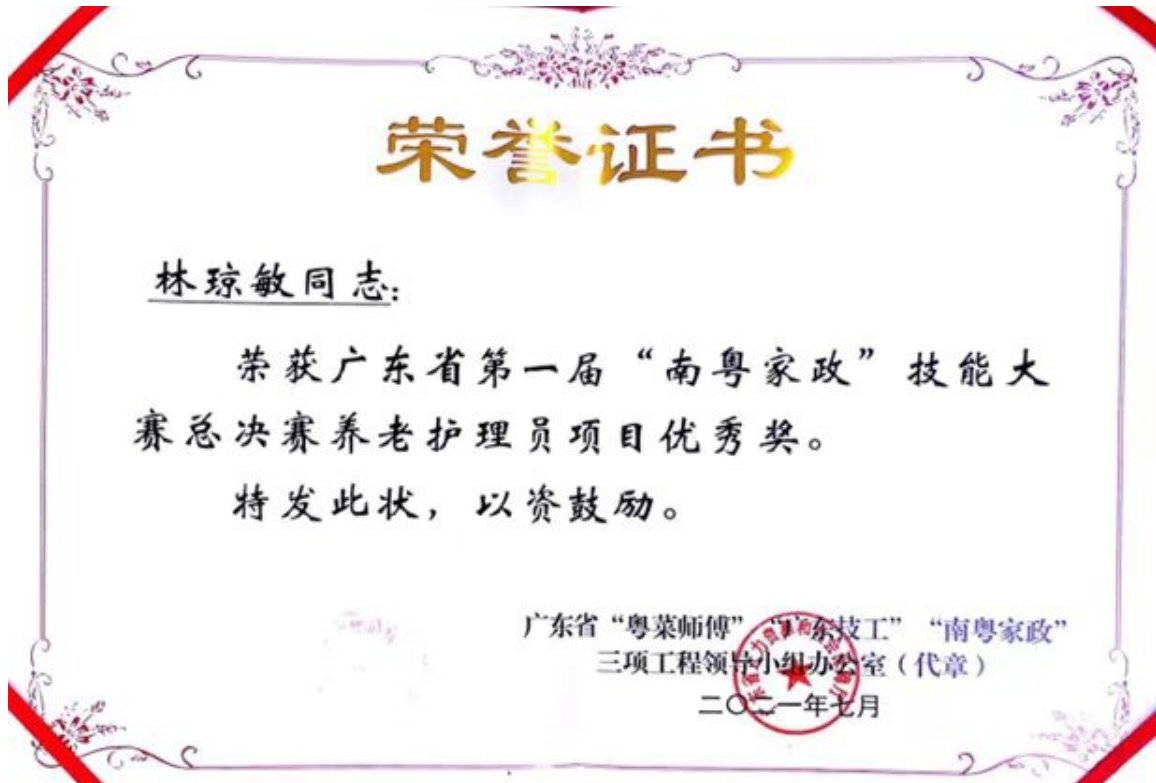 荣誉证书
林琼敏同志：
荣获广东省第一届“南粤家政”技能大
赛总决赛养老护理员项目优秀奖。
特发此状，以资鼓励。
广东省“粤菜师傅”“广东技工”“南粤家政”
三项工程领导小组办公室（代章）
二〇二一年七月